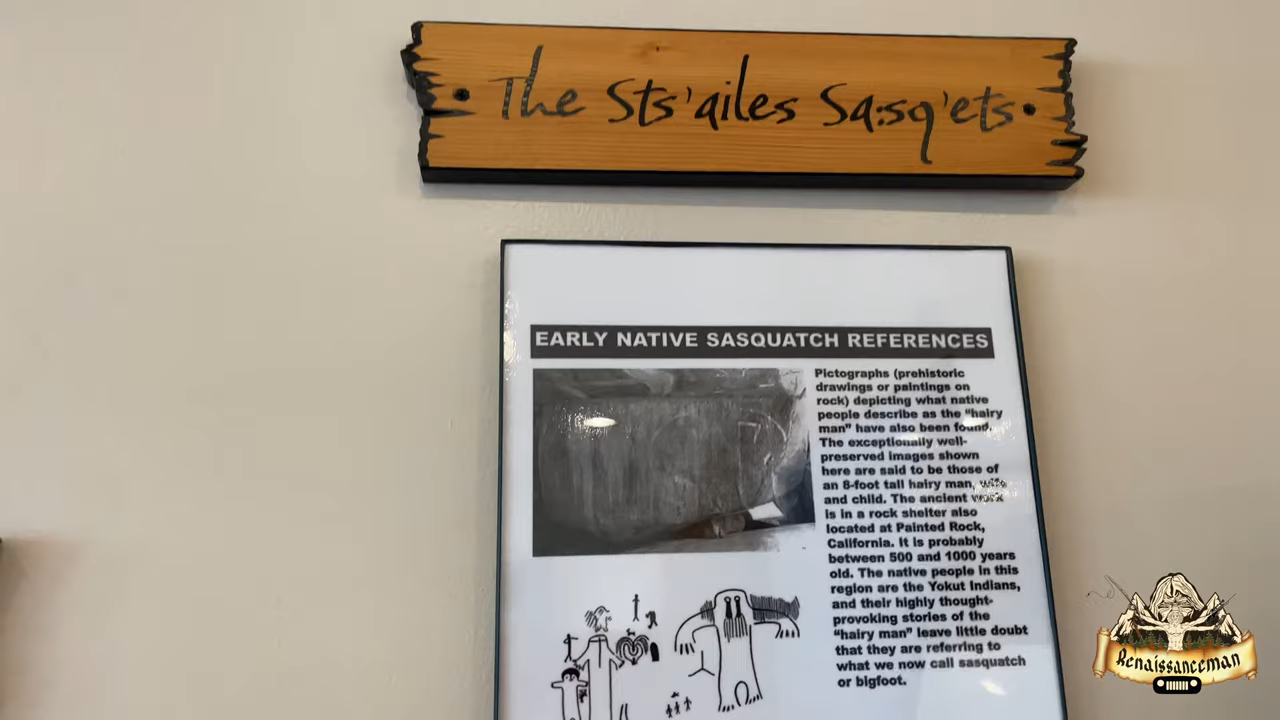 The Sts'ailes Sa:sq'ets
EARLY NATIVE SASQUATCH REFERENCES
Pictographs (prehistoric
drawings or paintings on
rock) depicting what native
people describe as the "hairy
man" have also been found.
The exceptionally well-
preserved images shown
here are said to be those of
an 8-foot tall hairy man, wife
and child. The ancient work
is in a rock shelter also
located at Painted Rock,
California. It is probably
between 500 and 1000 years
old. The native people in this
region are the Yokut Indians,
and their highly thought-
provoking stories of the
"hairy man" leave little doubt
that they are referring to
what we now call sasquatch
or bigfoot.
Renaissanceman